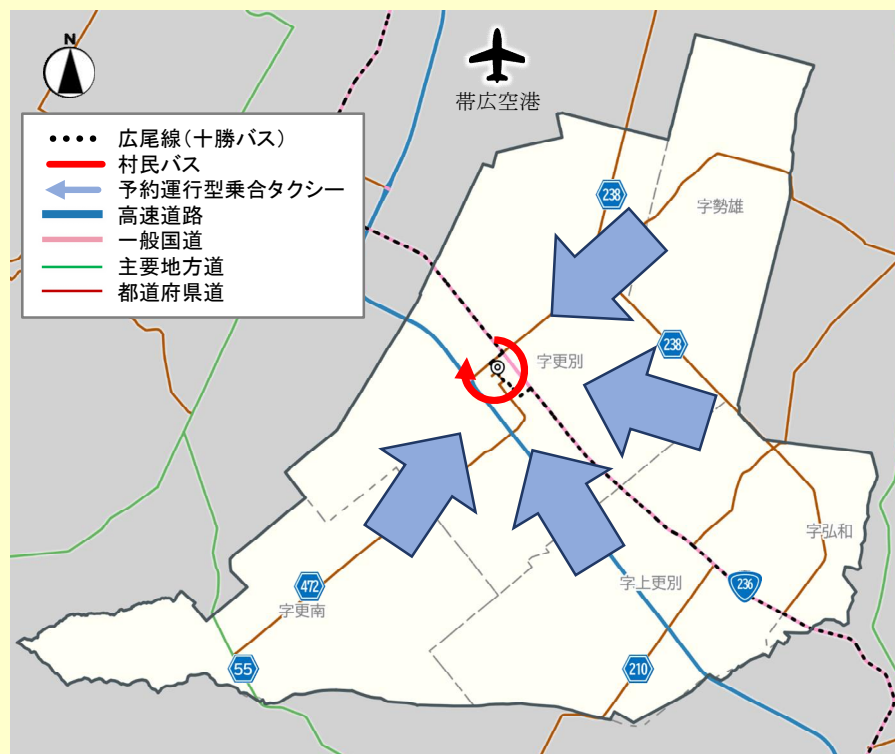 N
帯広空港
広尾線(十勝バス)
村民バス
予約運行型乗合タクシー
高速道路
一般国道
主要地方道
都道府県道
238
字勢雄
238
字更別
字弘和
236
字上更別
472
字更南
55
210